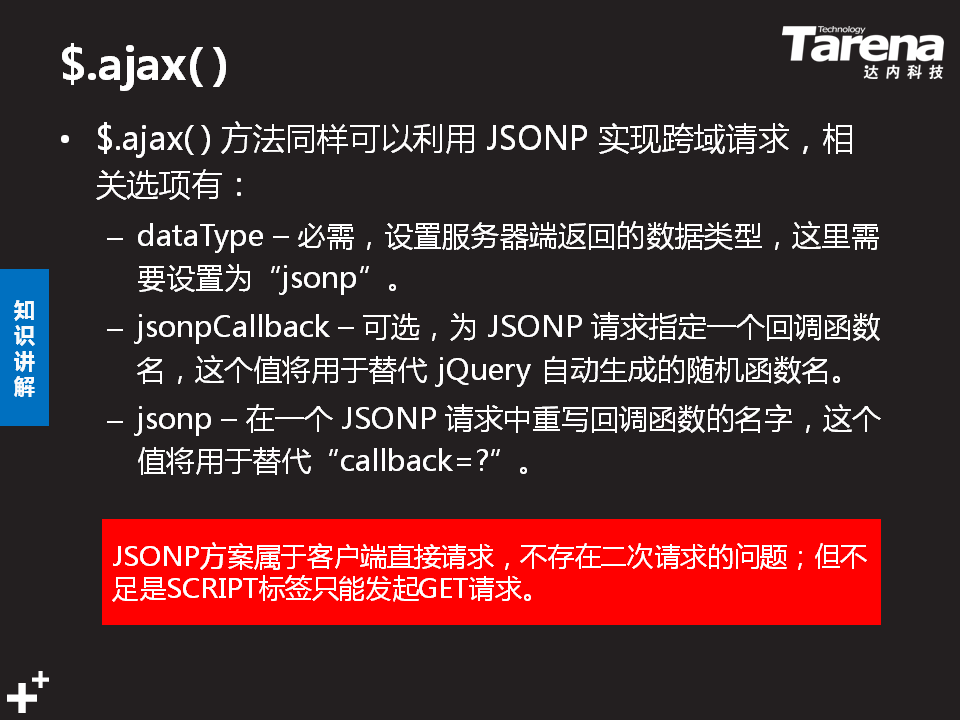 $.ajax( )
Technology
Tarena
达内科技
• $.ajax( ) 方法同样可以利用 JSONP 实现跨域请求，相
关选项有：
– dataType – 必需，设置服务器端返回的数据类型，这里需
要设置为“jsonp”。
– jsonpCallback – 可选，为 JSONP 请求指定一个回调函数
名，这个值将用于替代 jQuery 自动生成的随机函数名。
– jsonp – 在一个 JSONP 请求中重写回调函数的名字，这个
值将用于替代“callback=?”。
知
识
讲
解
JSONP方案属于客户端直接请求，不存在二次请求的问题；但不
足是SCRIPT标签只能发起GET请求。